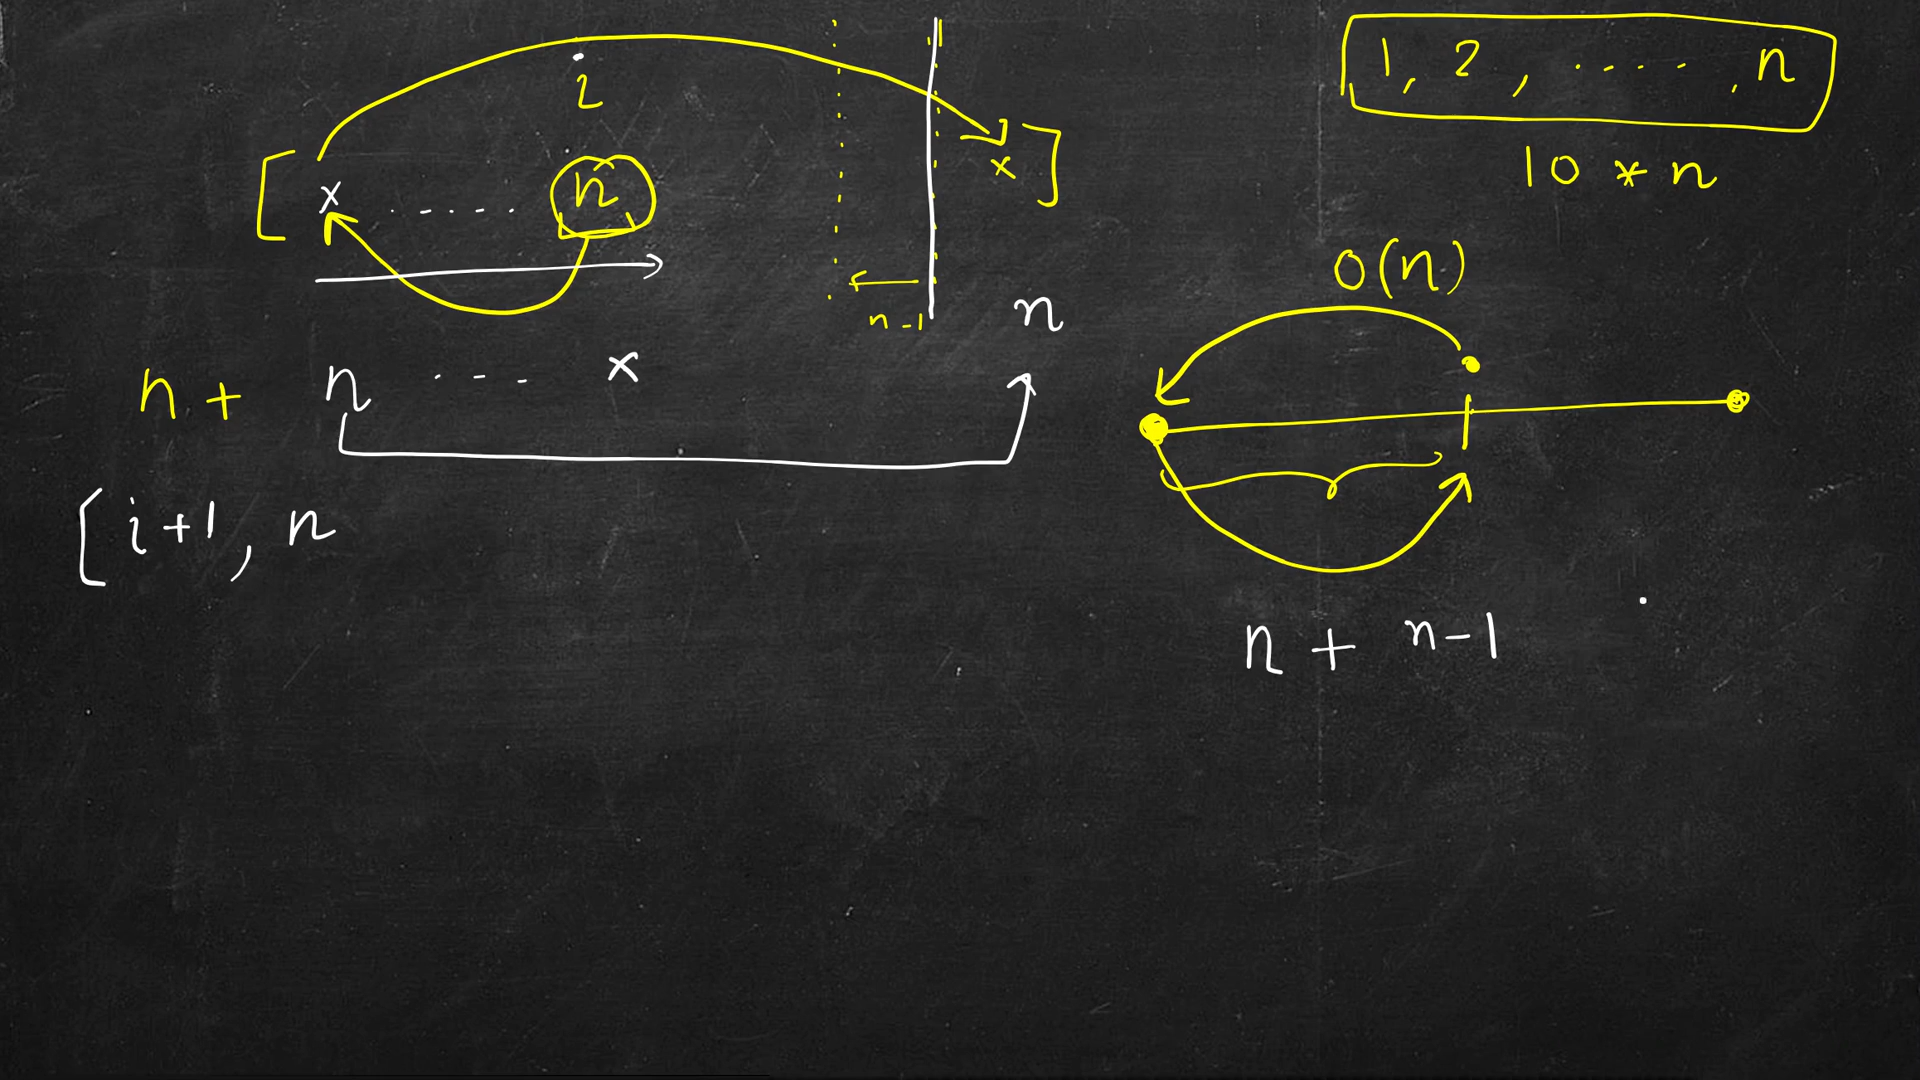 1, 2, ....., n
10 * n
i
[ x ...... n x ]
n-1
n
n + n ... x
O(n)
[ i+1, n
n + n-1